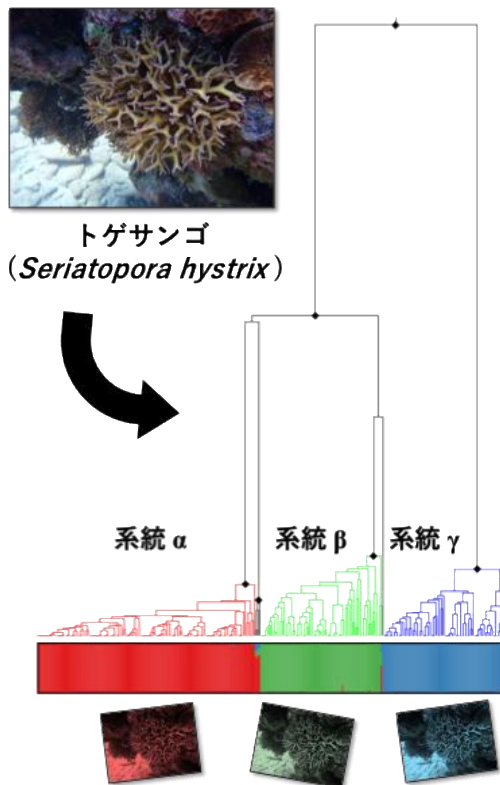 トゲサンゴ
(Seriatopora hystrix)
系統 α
系統 β
系統 γ